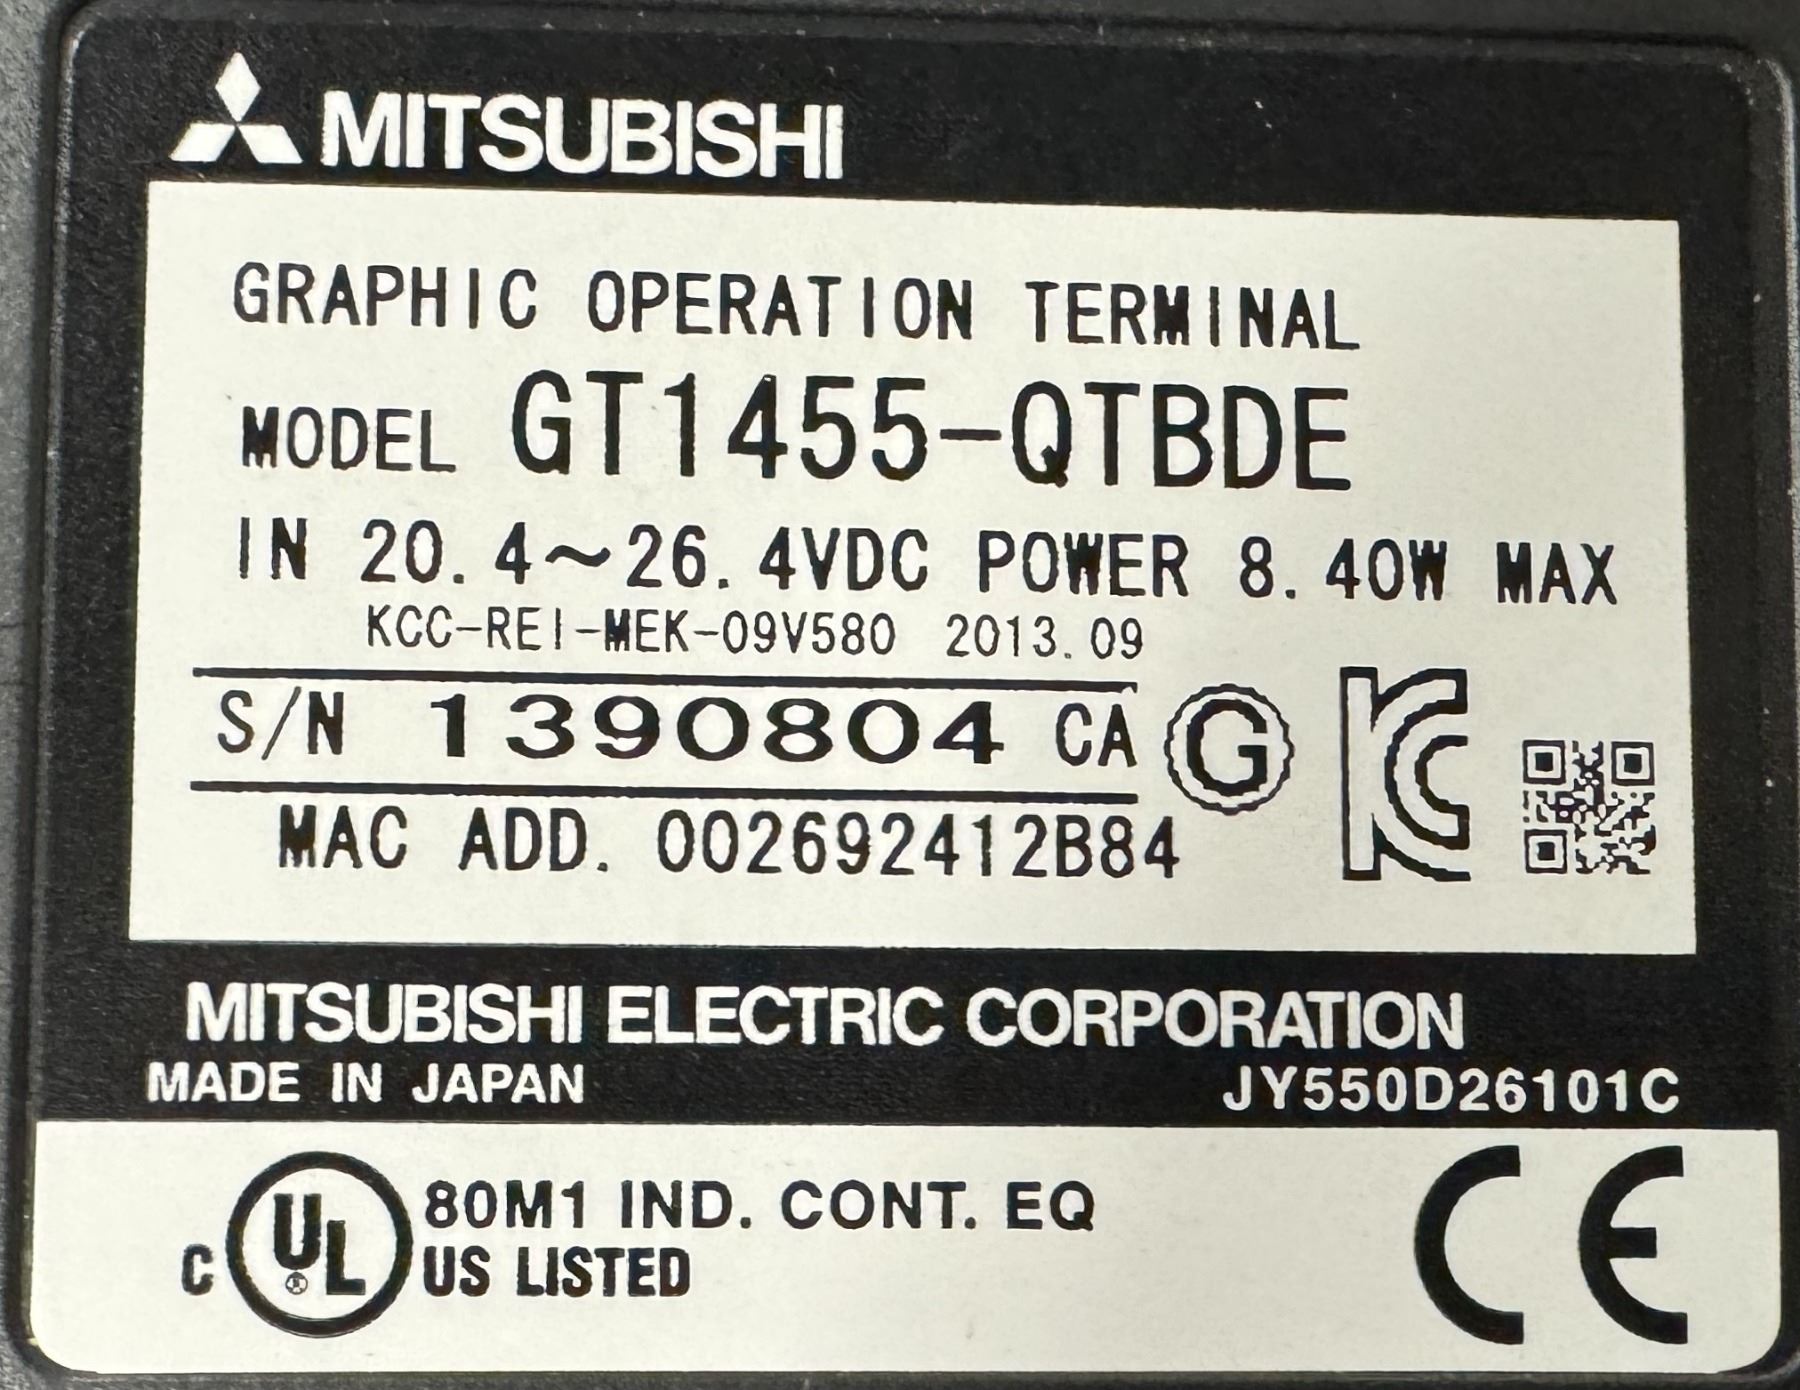 MITSUBISHI
GRAPHIC OPERATION TERMINAL
MODEL GT1455-QTBDE
IN 20.4~26.4VDC POWER 8.40W MAX
KCC-REI-MEK-09V580 2013.09
S/N 1390804 CA G KC
MAC ADD. 002692412B84
MITSUBISHI ELECTRIC CORPORATION
MADE IN JAPAN JY550D26101C
C UL ® 80M1 IND. CONT. EQ CE
US LISTED